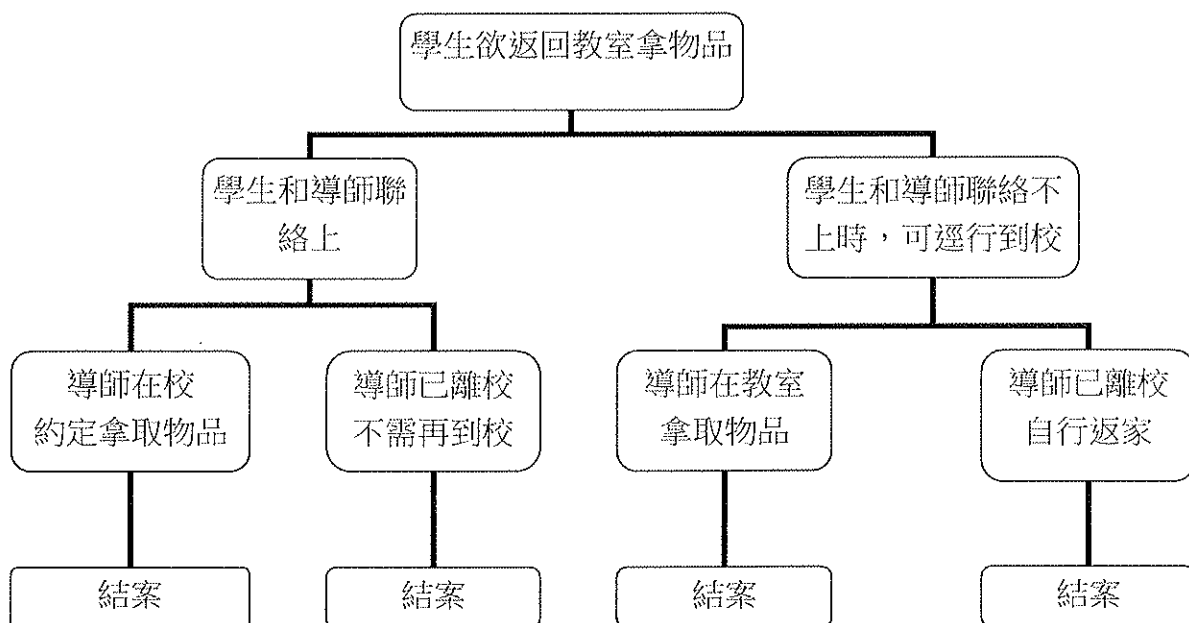 學生欲返回教室拿物品
學生和導師聯
絡上
學生和導師聯絡不
上時，可逕行到校
導師在校
約定拿取物品
導師已離校
不需再到校
導師在教室
拿取物品
導師已離校
自行返家
結案
結案
結案
結案